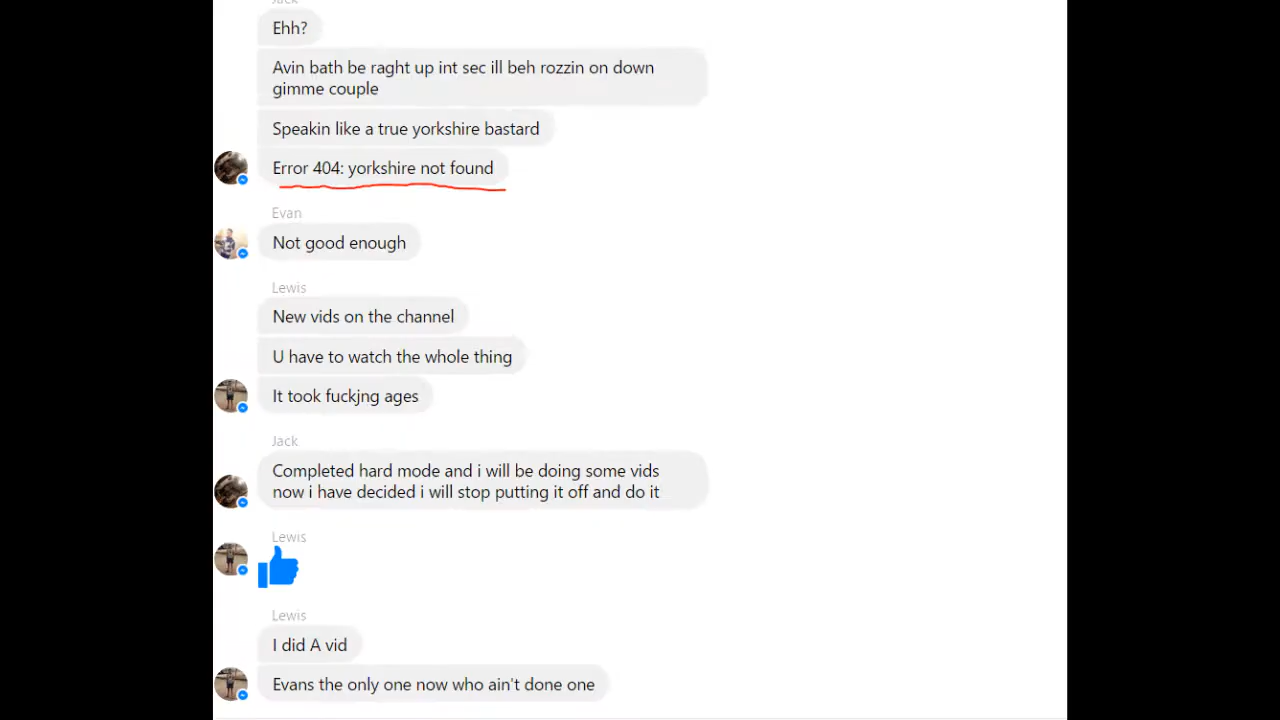 Jack
Ehh?
Avin bath be raght up int sec ill beh rozzin on down
gimme couple
Speakin like a true yorkshire bastard
Error 404: yorkshire not found
Evan
Not good enough
Lewis
New vids on the channel
U have to watch the whole thing
It took fuckjng ages
Jack
Completed hard mode and i will be doing some vids
now i have decided i will stop putting it off and do it
Lewis
Lewis
I did A vid
Evans the only one now who ain't done one